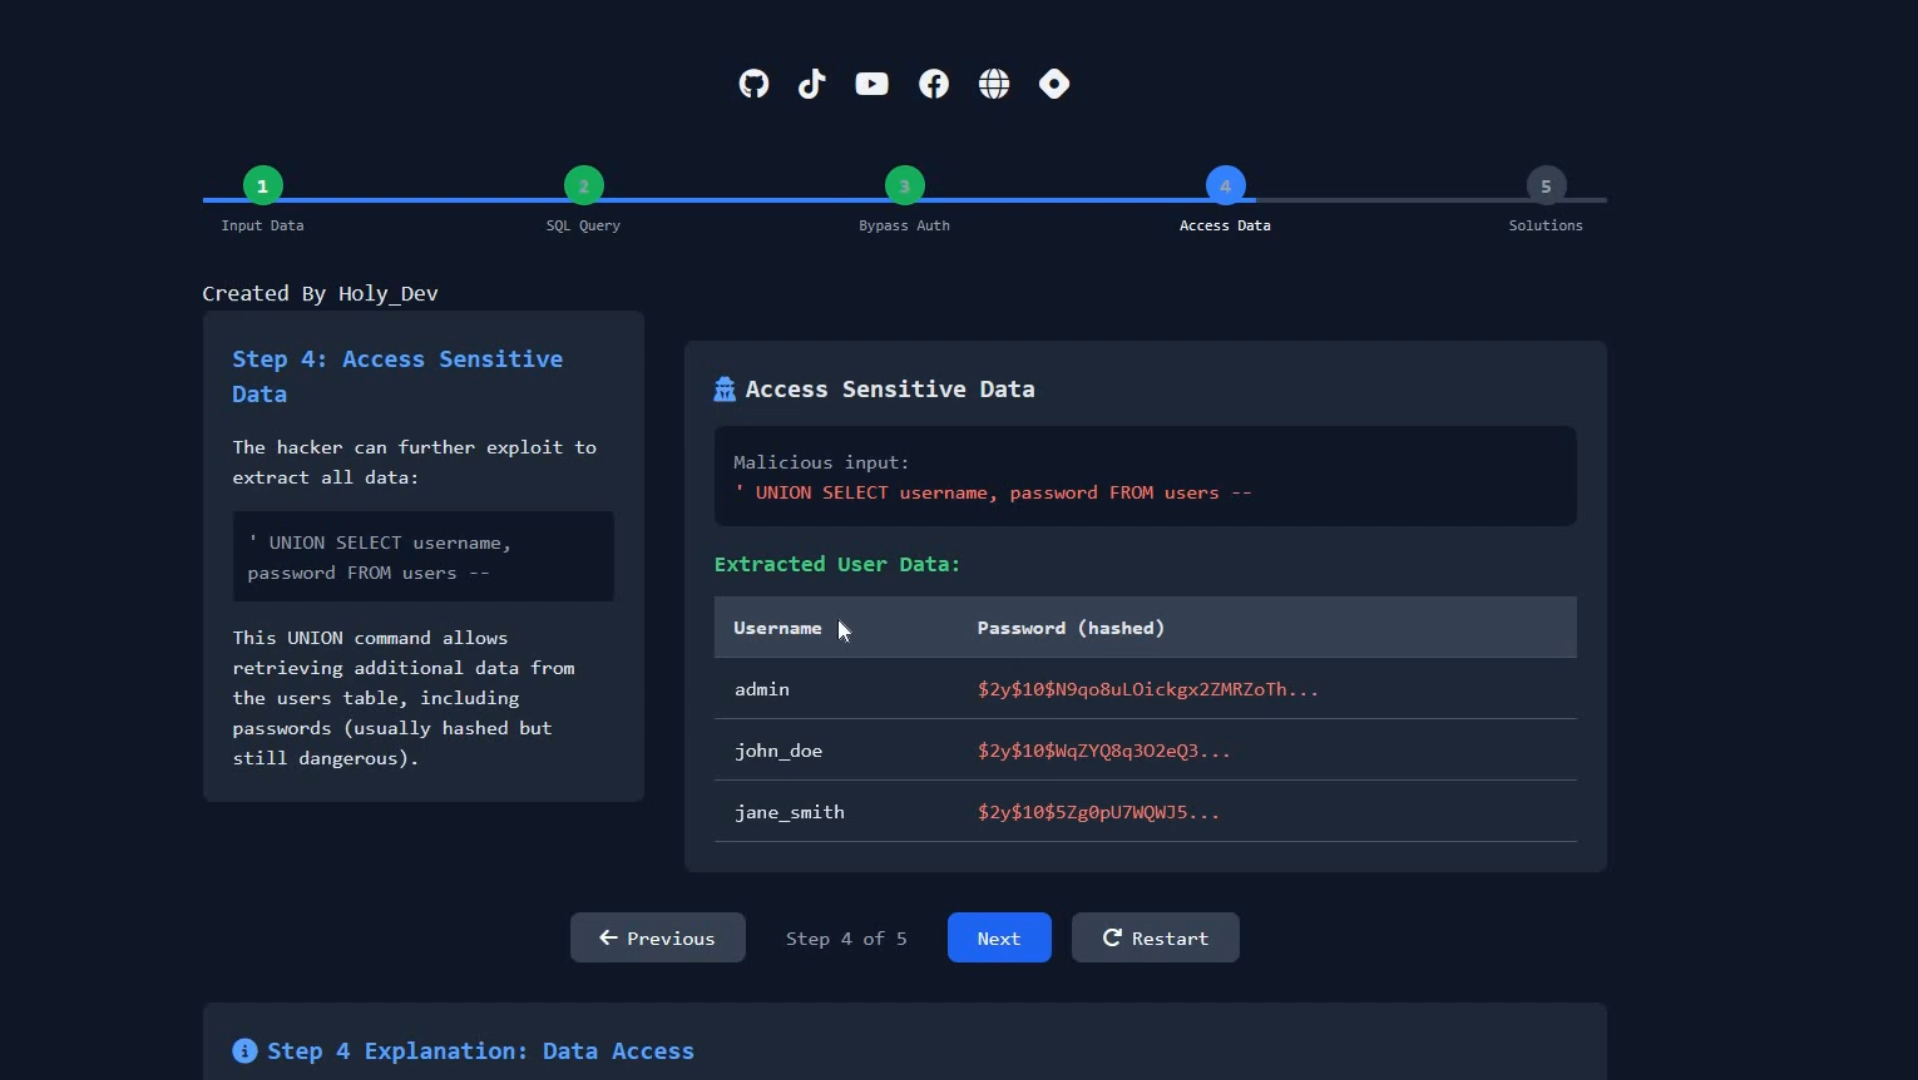 1
2
3
4
5
Input Data
SQL Query
Bypass Auth
Access Data
Solutions
Created By Holy_Dev
Step 4: Access Sensitive
Data
The hacker can further exploit to
extract all data:
' UNION SELECT username,
password FROM users --
This UNION command allows
retrieving additional data from
the users table, including
passwords (usually hashed but
still dangerous).
Access Sensitive Data
Malicious input:
' UNION SELECT username, password FROM users --
Extracted User Data:
Username Password (hashed)
admin $2y$10$N9qo8uLOickgx2ZMRZoTh...
john_doe $2y$10$WqZYQ8q3O2eQ3...
jane_smith $2y$10$5Zg0pU7WQWJ5...
Previous
Step 4 of 5
Next
Restart
Step 4 Explanation: Data Access